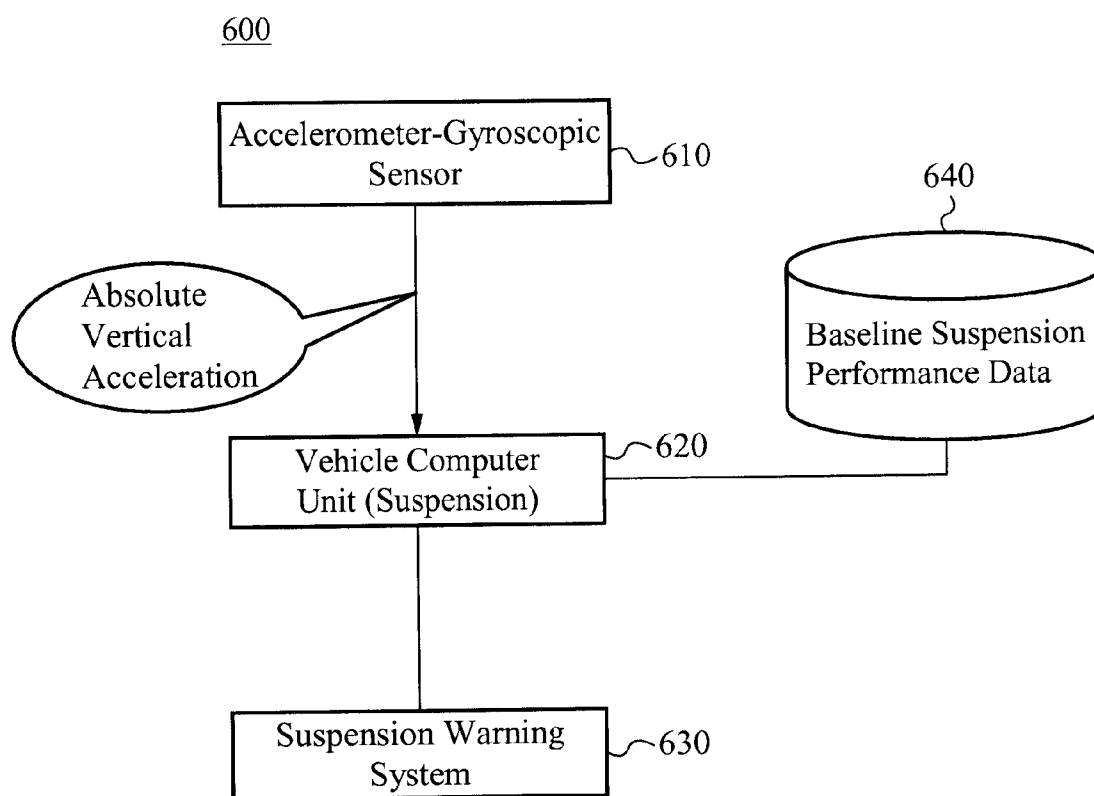 600
Accelerometer-Gyroscopic
Sensor
610
640
Absolute
Vertical
Acceleration
Baseline Suspension
Performance Data
Vehicle Computer
Unit (Suspension)
620
Suspension Warning
System
630